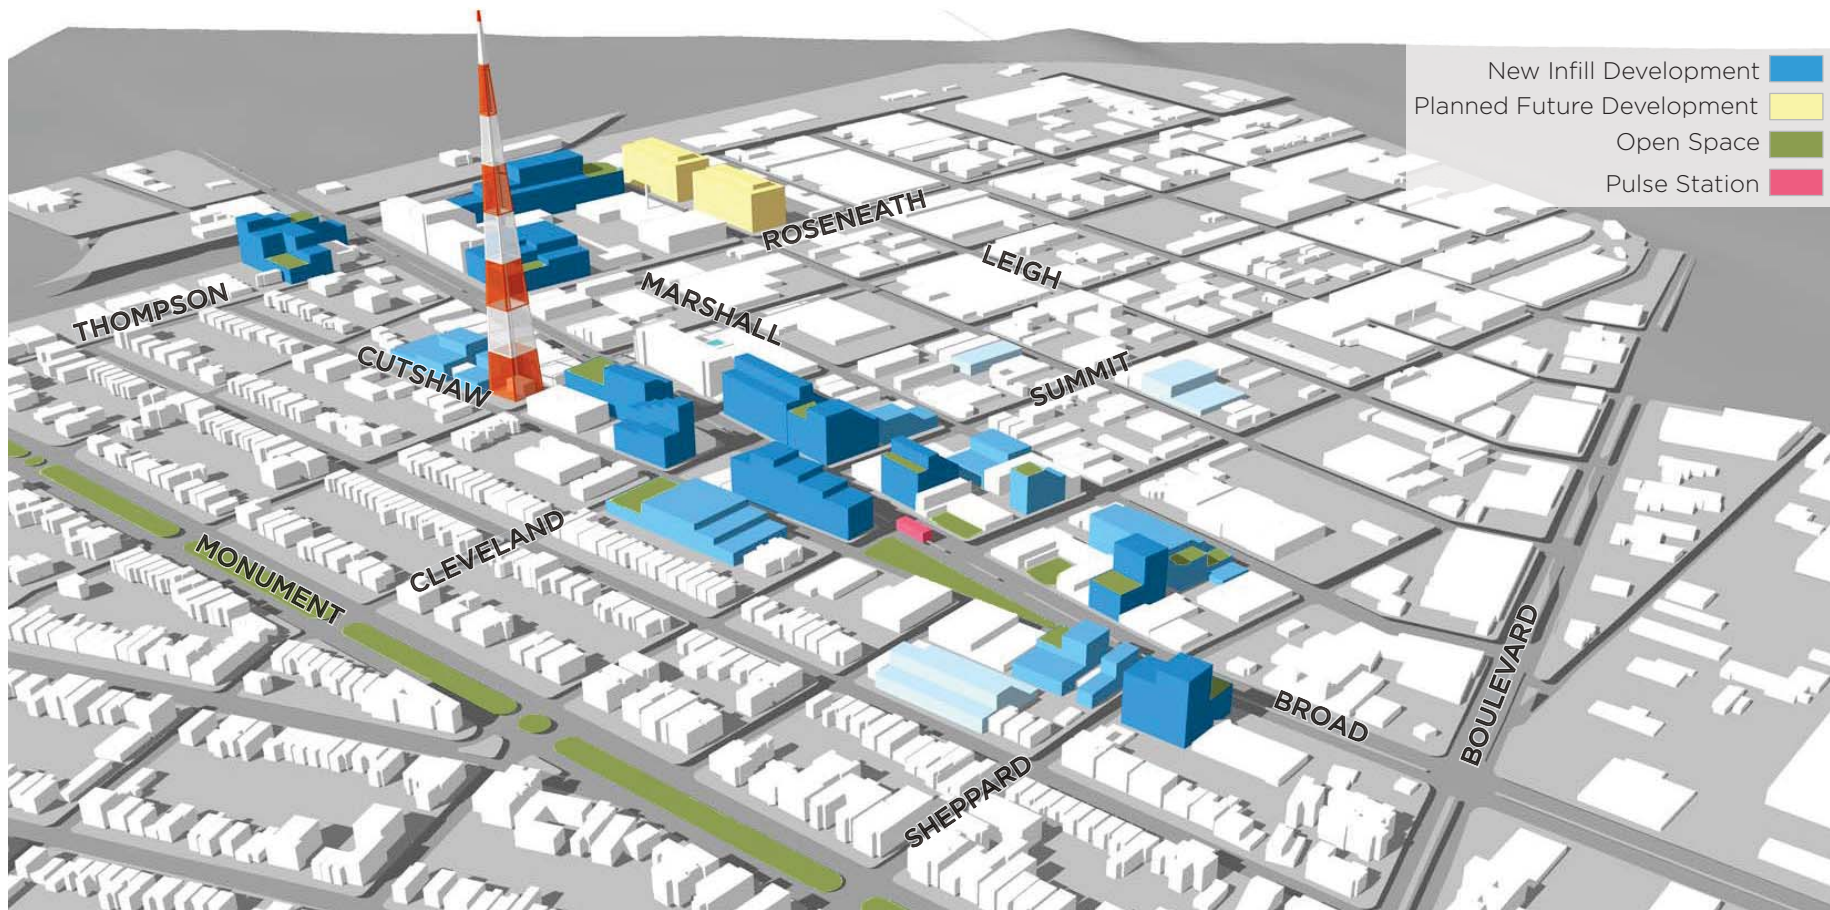 New Infill Development
Planned Future Development
Open Space
Pulse Station
ROSENEATH
LEIGH
MARSHALL
THOMPSON
CUTSHAW
SUMMIT
CLEVELAND
MONUMENT
BOULEVARD
BROAD
SHEPPARD